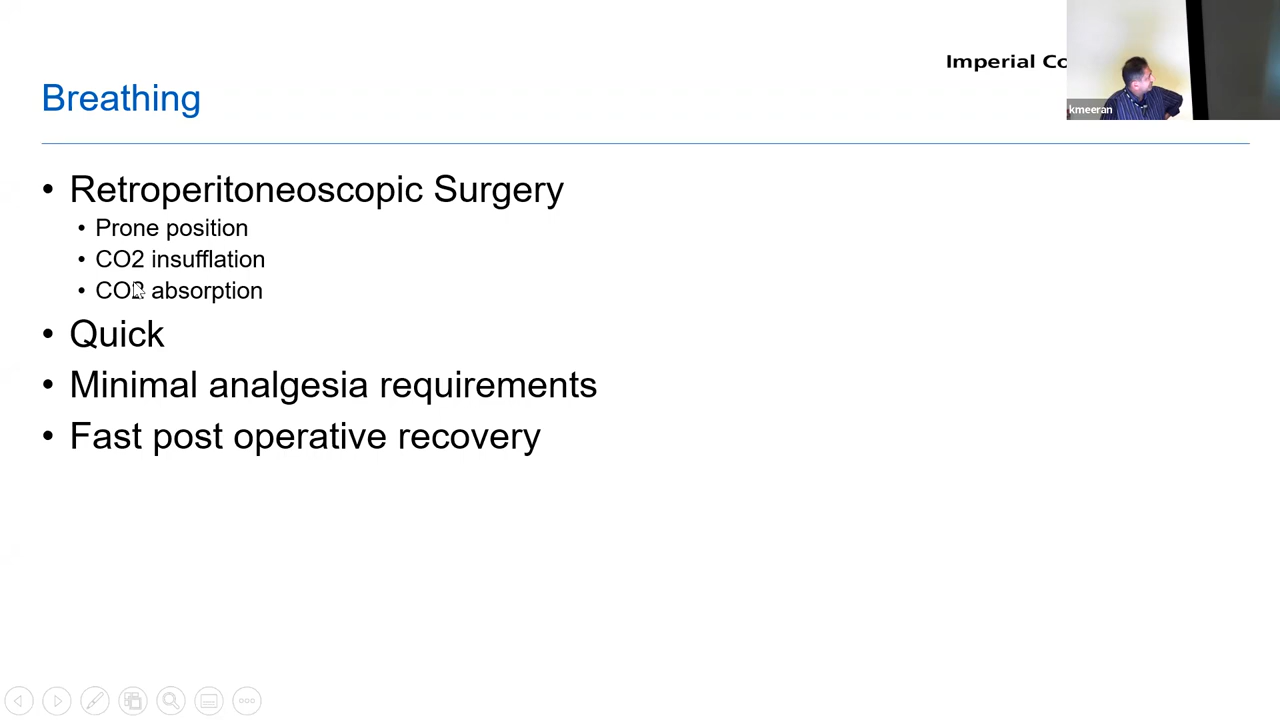 Imperial Co
Breathing
kmeeran
• Retroperitoneoscopic Surgery
• Prone position
• CO2 insufflation
• CO2 absorption
• Quick
• Minimal analgesia requirements
• Fast post operative recovery